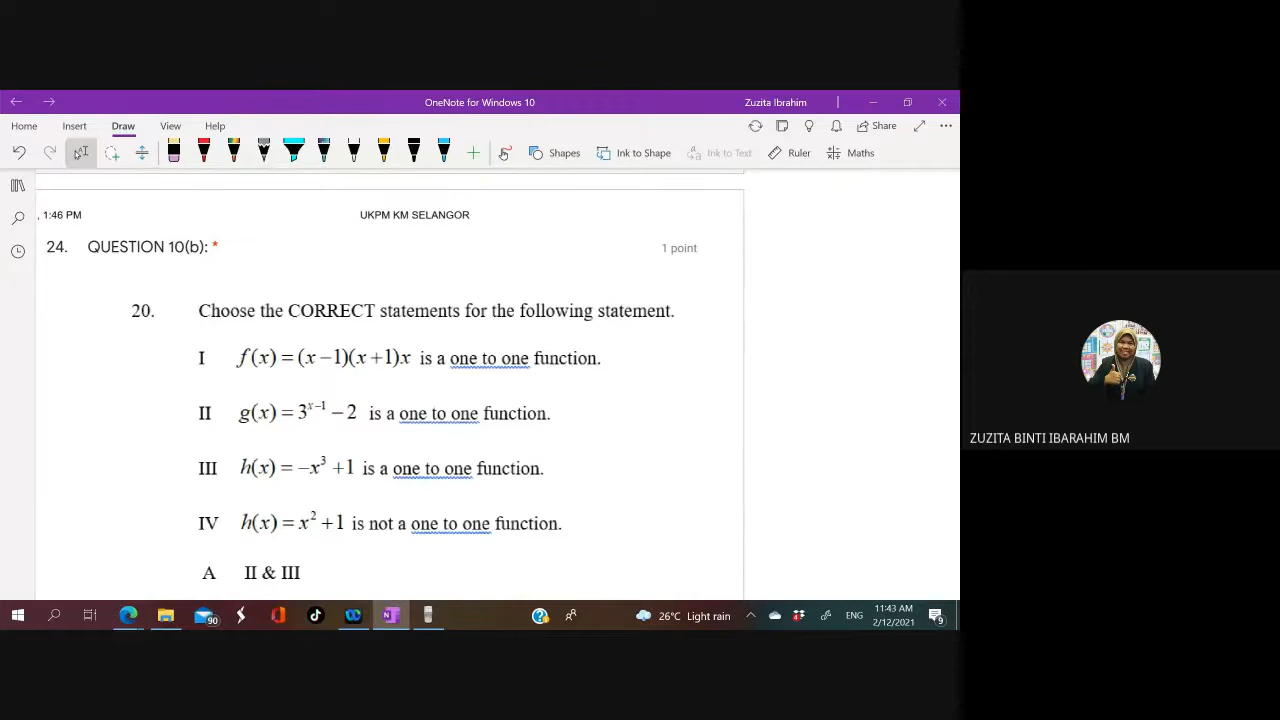 OneNote for Windows 10
Zuzita Ibrahim
Home Insert Draw View Help
Share
Shapes Ink to Shape Ink to Text Ruler Maths
, 1:46 PM
UKPM KM SELANGOR
24. QUESTION 10(b): *
1 point
20. Choose the CORRECT statements for the following statement.
I f(x) = (x−1)(x+1)x is a one to one function.
II g(x) = 3^{x−1} − 2 is a one to one function.
III h(x) = −x³ +1 is a one to one function.
IV h(x) = x² +1 is not a one to one function.
A II & III
ZUZITA BINTI IBARAHIM BM
90
26°C Light rain
4
ENG
11:43 AM
2/12/2021
9